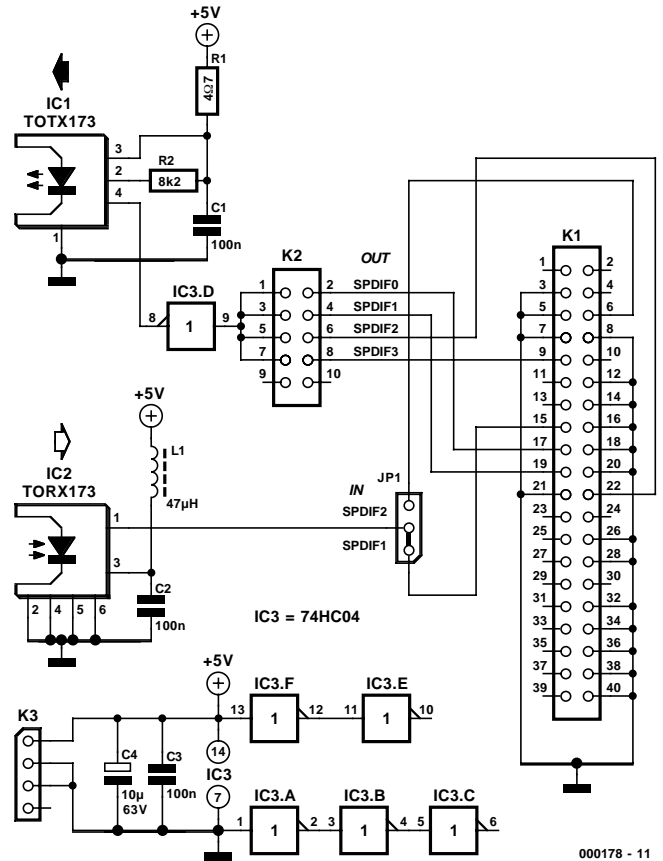 +5V
R1
4Ω7
IC1
TOTX173
3
2
4
1
R2
8k2
C1
100n
IC3.D
8
1
9
K2
1
3
5
7
9
2
4
6
8
10
OUT
SPDIF0
SPDIF1
SPDIF2
SPDIF3
K1
1
2
3
4
5
6
7
8
9
10
11
12
13
14
15
16
17
18
19
20
21
22
23
24
25
26
27
28
29
30
31
32
33
34
35
36
37
38
39
40
+5V
L1
47µH
IC2
TORX173
1
3
2
4
5
6
C2
100n
JP1
IN
SPDIF2
SPDIF1
IC3 = 74HC04
+5V
K3
C4
10µ
63V
C3
100n
14
IC3
7
IC3.F
13
1
12
IC3.E
11
1
10
IC3.A
1
1
2
IC3.B
3
1
4
IC3.C
5
1
6
000178 - 11